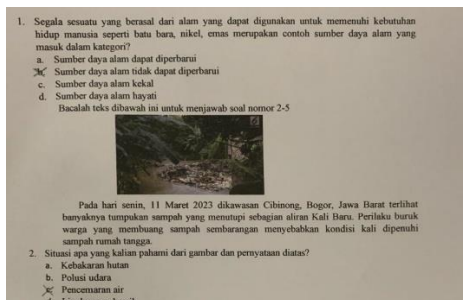 1. Segala sesuatu yang berasal dari alam yang dapat digunakan untuk memenuhi kebutuhan
hidup manusia seperti batu bara, nikel, emas merupakan contoh sumber daya alam yang
masuk dalam kategori?
a. Sumber daya alam dapat diperbarui
b. Sumber daya alam tidak dapat diperbarui
c. Sumber daya alam kekal
d. Sumber daya alam hayati
Bacalah teks dibawah ini untuk menjawab soal nomor 2-5
Pada hari senin, 11 Maret 2023 dikawasan Cibinong, Bogor, Jawa Barat terlihat
banyaknya tumpukan sampah yang menutupi sebagian aliran Kali Baru. Perilaku buruk
warga yang membuang sampah sembarangan menyebabkan kondisi kali dipenuhi
sampah rumah tangga.
2. Situasi apa yang kalian pahami dari gambar dan pernyataan diatas?
a. Kebakaran hutan
b. Polusi udara
c. Pencemaran air